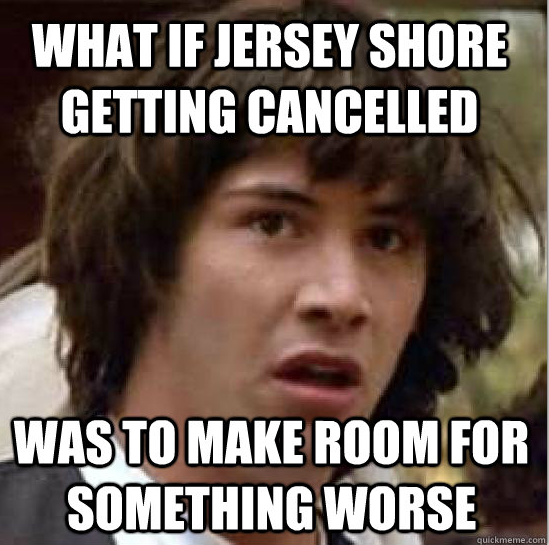 WHAT IF JERSEY SHORE
GETTING CANCELLED
WAS TO MAKE ROOM FOR
SOMETHING WORSE
quickmeme.com